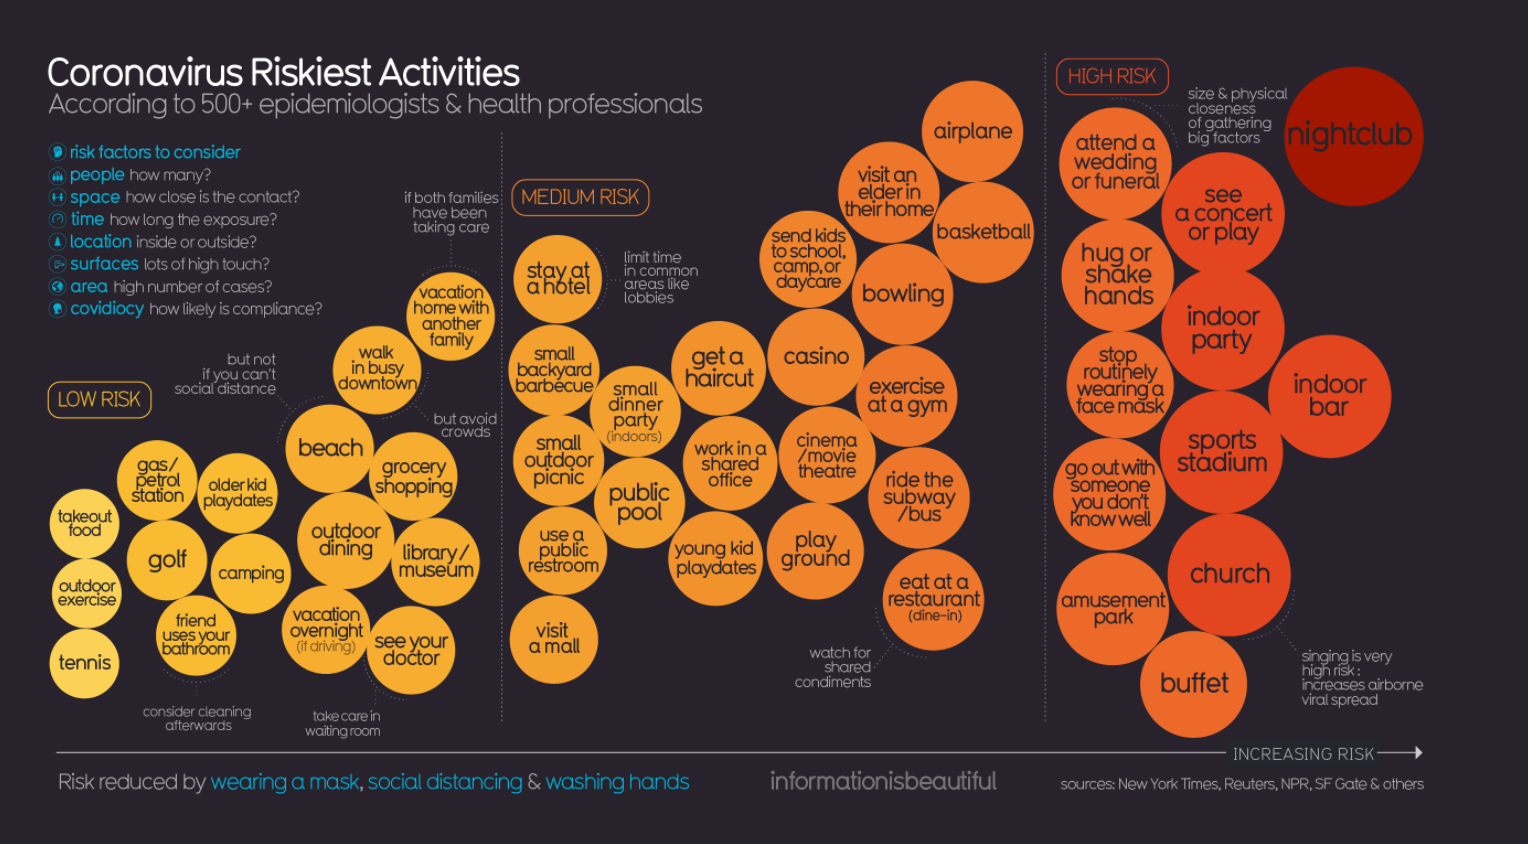 Coronavirus Riskiest Activities
According to 500+ epidemiologists & health professionals
risk factors to consider
people how many?
space how close is the contact?
time how long the exposure?
location inside or outside?
surfaces lots of high touch?
area high number of cases?
covidiocy how likely is compliance?
LOW RISK
takeout
food
outdoor
exercise
tennis
gas/
petrol
station
older kid
playdates
golf
camping
friend
uses your
bathroom
consider cleaning
afterwards
but not
if you can't
social distance
beach
walk
in busy
downtown
but avoid
crowds
if both families
have been
taking care
vacation
home with
another
family
grocery
shopping
outdoor
dining
library/
museum
vacation
overnight
(if driving)
see your
doctor
take care in
waiting room
MEDIUM RISK
stay at
a hotel
limit time
in common
areas like
lobbies
small
backyard
barbecue
small
dinner
party
(indoors)
small
outdoor
picnic
public
pool
use a
public
restroom
visit
a mall
get a
haircut
work in a
shared
office
young kid
playdates
send kids
to school,
camp, or
daycare
casino
cinema
/movie
theatre
play
ground
airplane
visit an
elder in
their home
basketball
bowling
exercise
at a gym
ride the
subway
/bus
eat at a
restaurant
(dine-in)
watch for
shared
condiments
HIGH RISK
size & physical
closeness
of gathering
big factors
attend a
wedding
or funeral
hug or
shake
hands
stop
routinely
wearing a
face mask
go out with
someone
you don't
know well
amusement
park
buffet
see
a concert
or play
indoor
party
sports
stadium
church
singing is very
high risk:
increases airborne
viral spread
indoor
bar
nightclub
INCREASING RISK
Risk reduced by wearing a mask, social distancing & washing hands
informationisbeautiful
sources: New York Times, Reuters, NPR, SF Gate & others